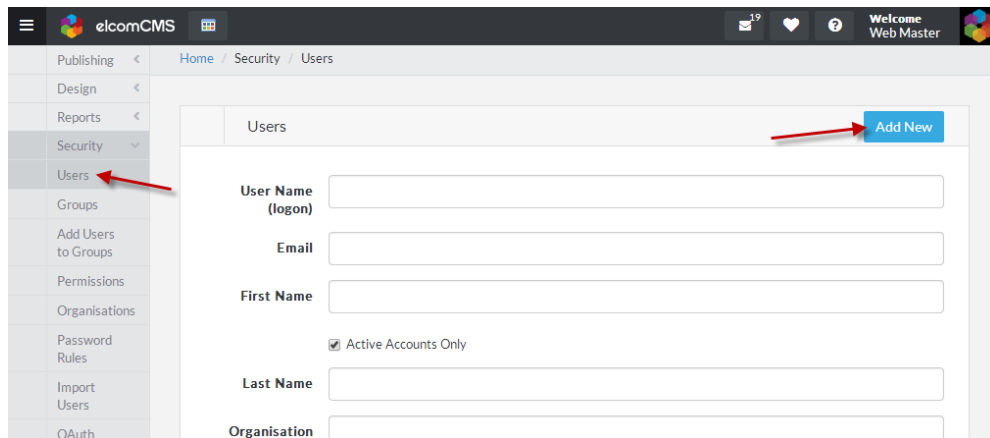 elcomCMS
19
Welcome
Web Master
Publishing
Home / Security / Users
Design
Reports
Users
Add New
Security
Users
User Name
(logon)
Groups
Add Users
to Groups
Email
Permissions
First Name
Organisations
Password
Rules
Active Accounts Only
Last Name
Import
Users
OAuth
Organisation